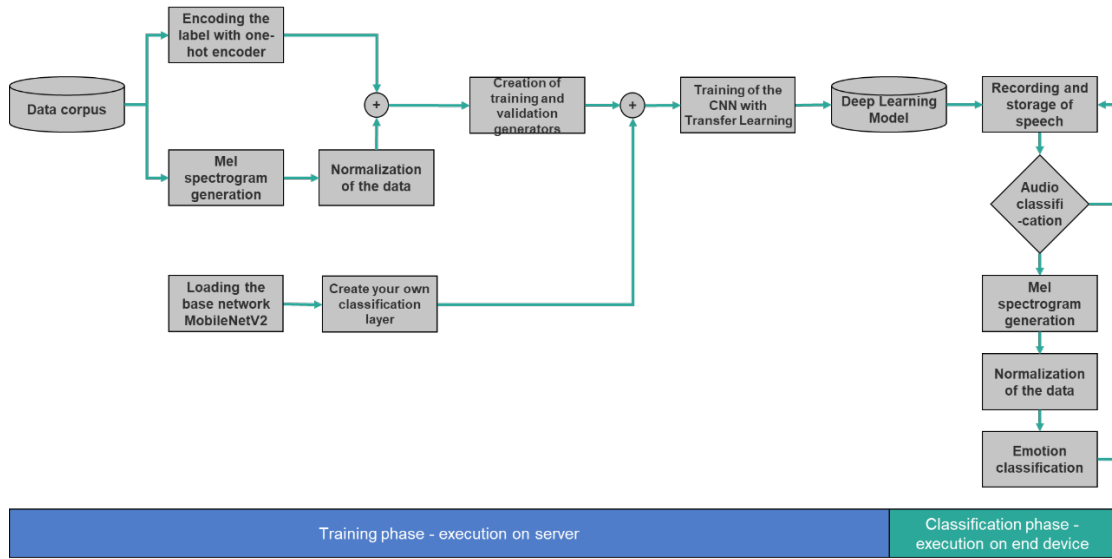 Encoding the
label with one-
hot encoder
Data corpus
+
Creation of
training and
validation
generators
+
Training of the
CNN with
Transfer Learning
Deep Learning
Model
Recording and
storage of
speech
Mel
spectrogram
generation
Normalization
of the data
Audio
classifi
-cation
Loading the
base network
MobileNetV2
Create your own
classification
layer
Mel
spectrogram
generation
Normalization
of the data
Emotion
classification
Training phase - execution on server
Classification phase -
execution on end device